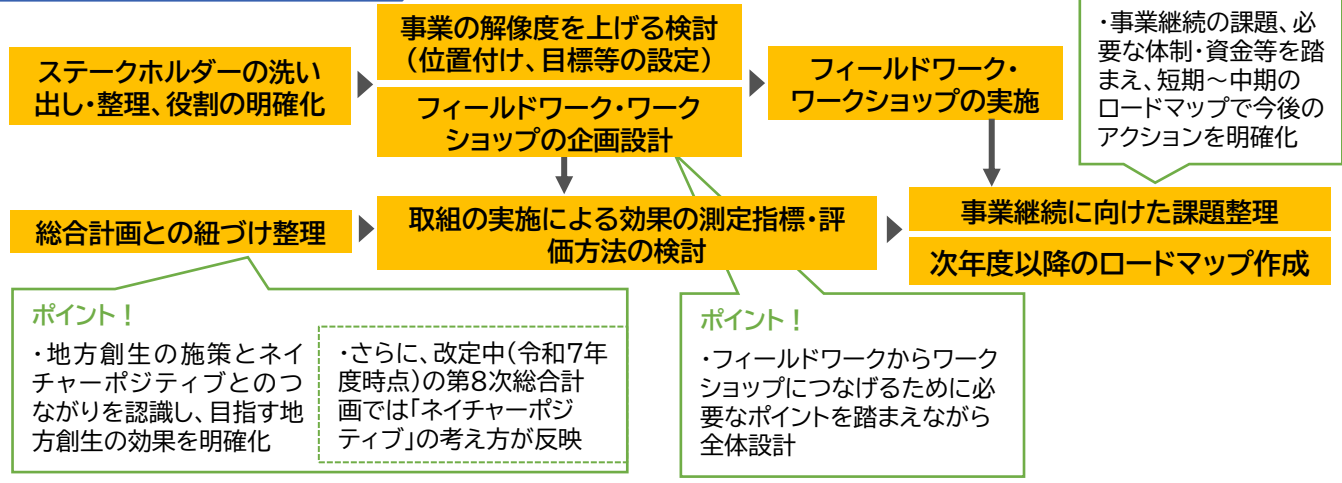 ステークホルダーの洗い
出し・整理、役割の明確化
事業の解像度を上げる検討
(位置付け、目標等の設定)
フィールドワーク・ワーク
ショップの企画設計
フィールドワーク・
ワークショップの実施
・事業継続の課題、必
要な体制・資金等を踏
まえ、短期～中期の
ロードマップで今後の
アクションを明確化
総合計画との紐づけ整理
取組の実施による効果の測定指標・評
価方法の検討
事業継続に向けた課題整理
次年度以降のロードマップ作成
ポイント！
・地方創生の施策とネイ
チャーポジティブとのつ
ながりを認識し、目指す地
方創生の効果を明確化
・さらに、改定中(令和7年
度時点)の第8次総合計
画では「ネイチャーポジ
ティブ」の考え方が反映
ポイント！
・フィールドワークからワーク
ショップにつなげるために必
要なポイントを踏まえながら
全体設計